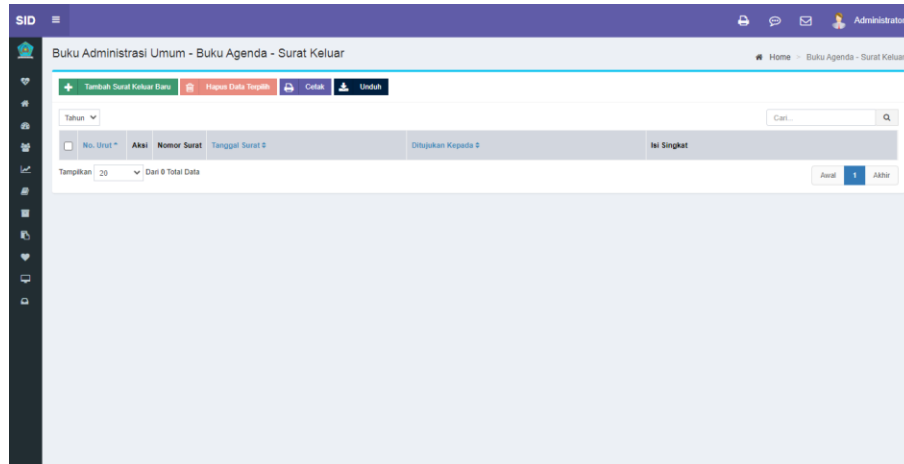 SID
Administrator
Buku Administrasi Umum - Buku Agenda - Surat Keluar
Home > Buku Agenda - Surat Keluar
Tambah Surat Keluar Baru Hapus Data Terpilih Cetak Unduh
Tahun Cari...
No. Urut Aksi Nomor Surat Tanggal Surat Ditujukan Kepada Isi Singkat
Tampilkan 20 Dari 0 Total Data Awal 1 Akhir